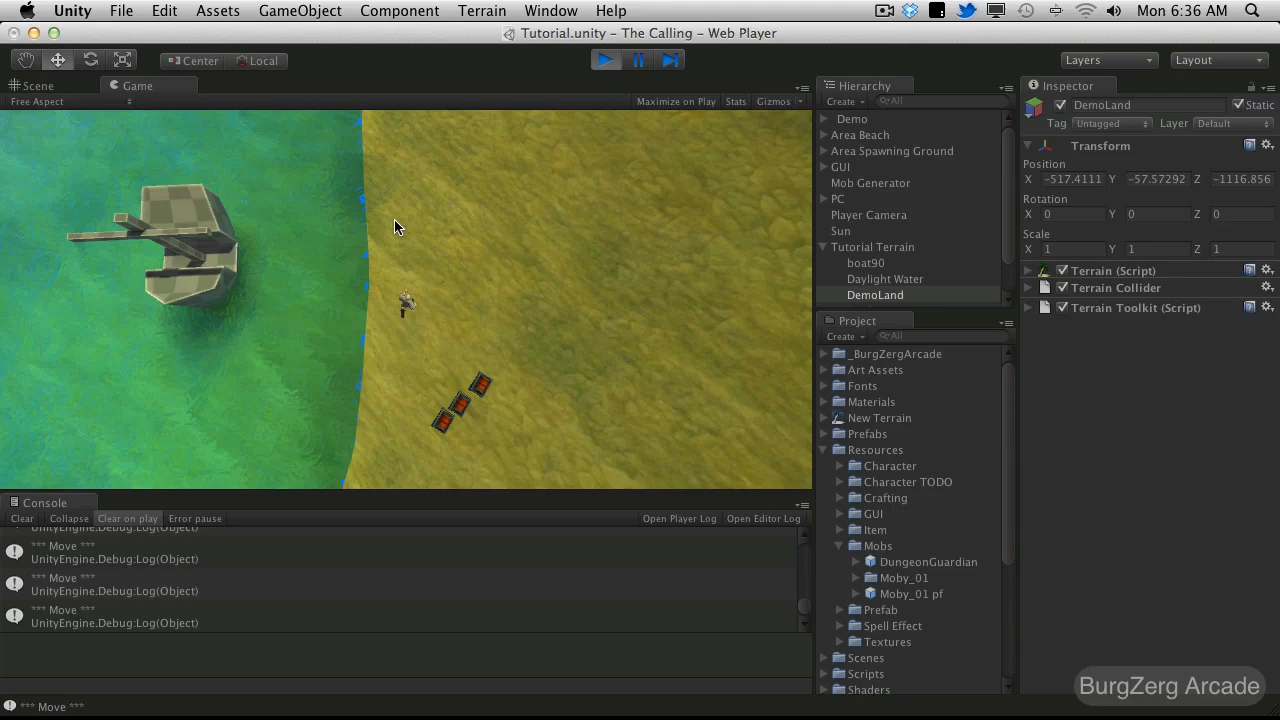 Unity File Edit Assets GameObject Component Terrain Window Help Mon 6:36 AM
Tutorial.unity - The Calling - Web Player
Center Local Layers Layout
Scene Game Hierarchy Inspector
Free Aspect Maximize on Play Stats Gizmos Create All DemoLand Static
Tag Untagged Layer Default
Demo
Area Beach
Area Spawning Ground
GUI
Mob Generator
PC
Player Camera
Sun
Tutorial Terrain
boat90
Daylight Water
DemoLand
Transform
Position
X -517.4111 Y -57.57292 Z -1116.856
Rotation
X 0 Y 0 Z 0
Scale
X 1 Y 1 Z 1
Terrain (Script)
Terrain Collider
Terrain Toolkit (Script)
Project
Create All
_BurgZergArcade
Art Assets
Fonts
Materials
New Terrain
Prefabs
Resources
Character
Character TODO
Crafting
GUI
Item
Mobs
DungeonGuardian
Moby_01
Moby_01 pf
Prefab
Spell Effect
Textures
Scenes
Scripts
Shaders
Console
Clear Collapse Clear on play Error pause Open Player Log Open Editor Log
UnityEngine.Debug:Log(Object)
*** Move ***
UnityEngine.Debug:Log(Object)
*** Move ***
UnityEngine.Debug:Log(Object)
*** Move ***
UnityEngine.Debug:Log(Object)
*** Move ***
BurgZerg Arcade